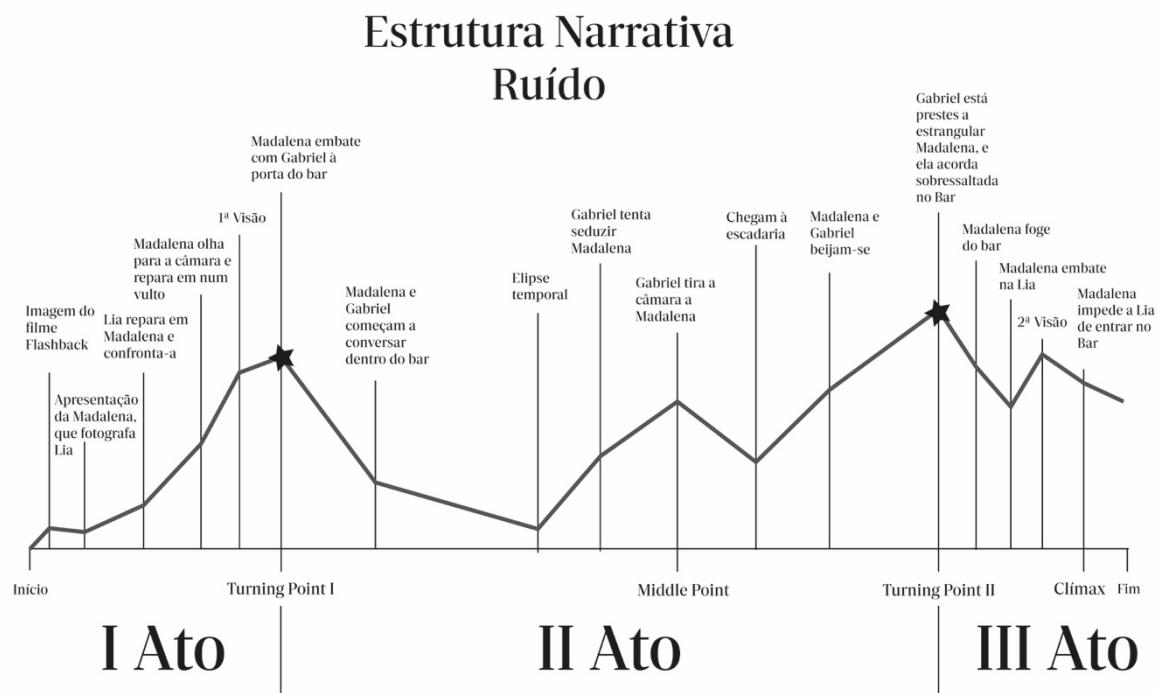 Estrutura Narrativa
Ruído
Imagem do
filme
Flashback
Apresentação
da Madalena,
que fotografa
Lia
Lia repara em
Madalena e
confronta-a
Madalena olha
para a câmara e
repara em num
vulto
1ª Visão
Madalena embate
com Gabriel à
porta do bar
Madalena e
Gabriel
começam a
conversar
dentro do bar
Elipse
temporal
Gabriel tenta
seduzir
Madalena
Gabriel tira a
câmara a
Madalena
Chegam à
escadaria
Madalena e
Gabriel
beijam-se
Gabriel está
prestes a
estrangular
Madalena, e
ela acorda
sobressaltada
no Bar
Madalena foge
do bar
Madalena embate
na Lia
2ª Visão
Madalena
impede a Lia
de entrar no
Bar
Início
Turning Point I
Middle Point
Turning Point II
Clímax
Fim
I Ato
II Ato
III Ato